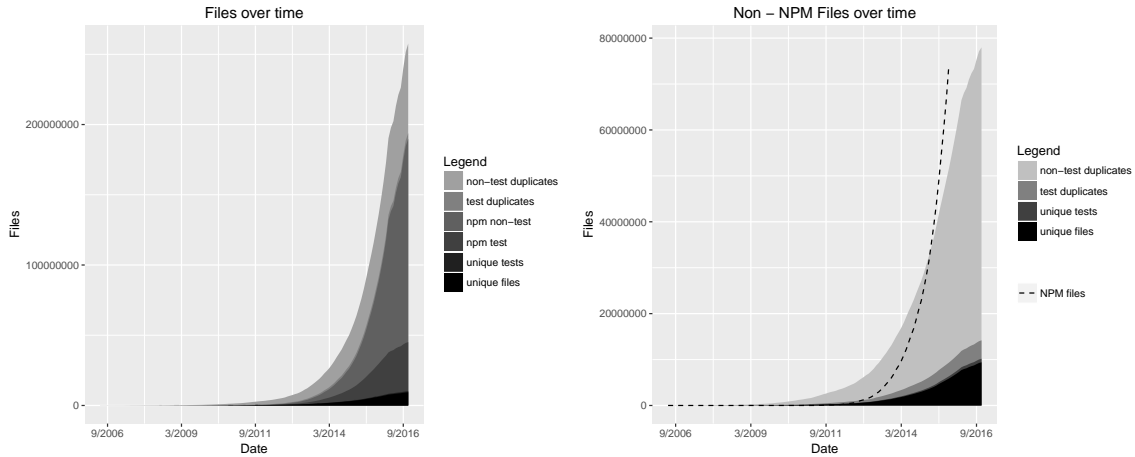 Files over time
Files
200000000
100000000
0
9/2006
3/2009
9/2011
3/2014
9/2016
Date
Legend
non−test duplicates
test duplicates
npm non−test
npm test
unique tests
unique files
Non − NPM Files over time
Files
80000000
60000000
40000000
20000000
0
9/2006
3/2009
9/2011
3/2014
9/2016
Date
Legend
non−test duplicates
test duplicates
unique tests
unique files
NPM files